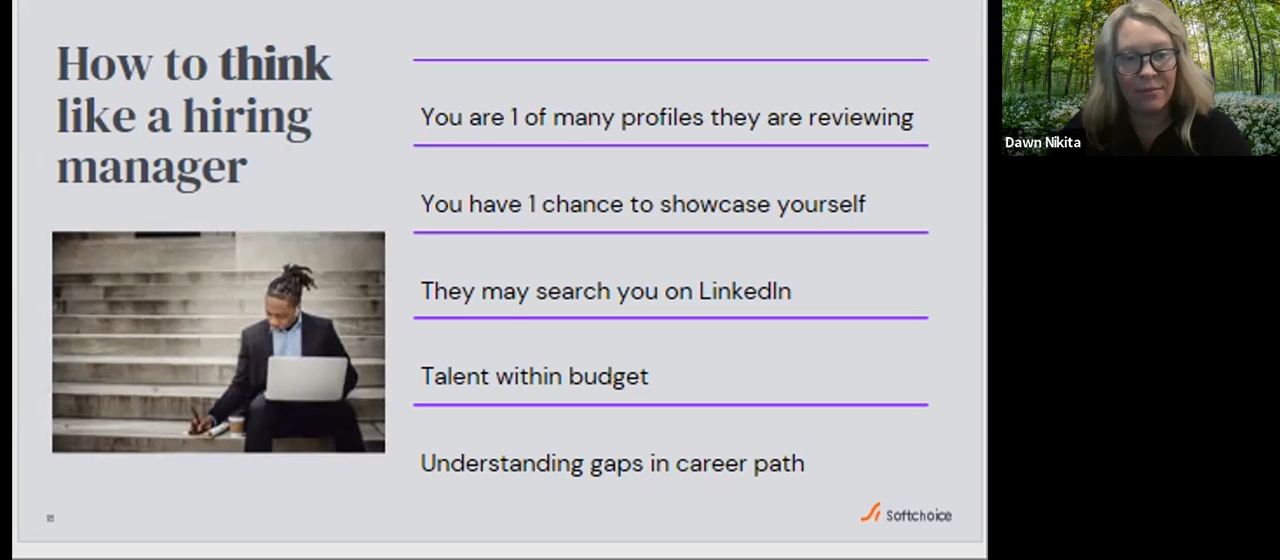 How to think
like a hiring
manager
You are 1 of many profiles they are reviewing
You have 1 chance to showcase yourself
They may search you on LinkedIn
Talent within budget
Understanding gaps in career path
Softchoice
Dawn Nikita